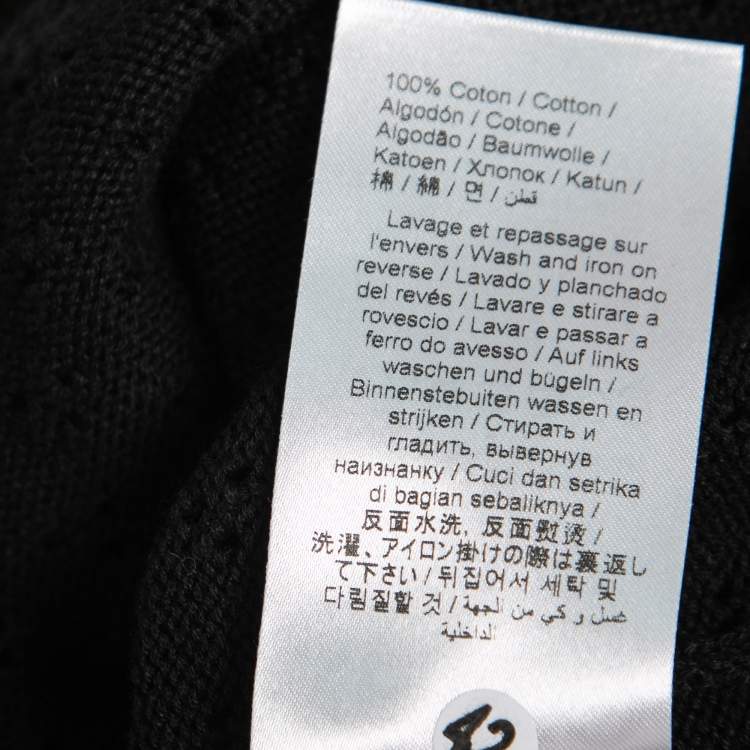 100% Coton / Cotton /
Algodón / Cotone /
Algodão / Baumwolle /
Katoen / Хлопок / Katun /
棉 / 綿 / 면 / قطن
Lavage et repassage sur
l'envers / Wash and iron on
reverse / Lavado y planchado
del revés / Lavare e stirare a
rovescio / Lavar e passar a
ferro do avesso / Auf links
waschen und bügeln /
Binnenstebuiten wassen en
strijken / Стирать и
гладить, вывернув
наизнанку / Cuci dan setrika
di bagian sebaliknya /
反面水洗, 反面熨烫 /
洗濯、アイロン掛けの際は裏返し
て下さい / 뒤집어서 세탁 및
다림질할 것 / غسل و كي من الجهة
الداخلية
42